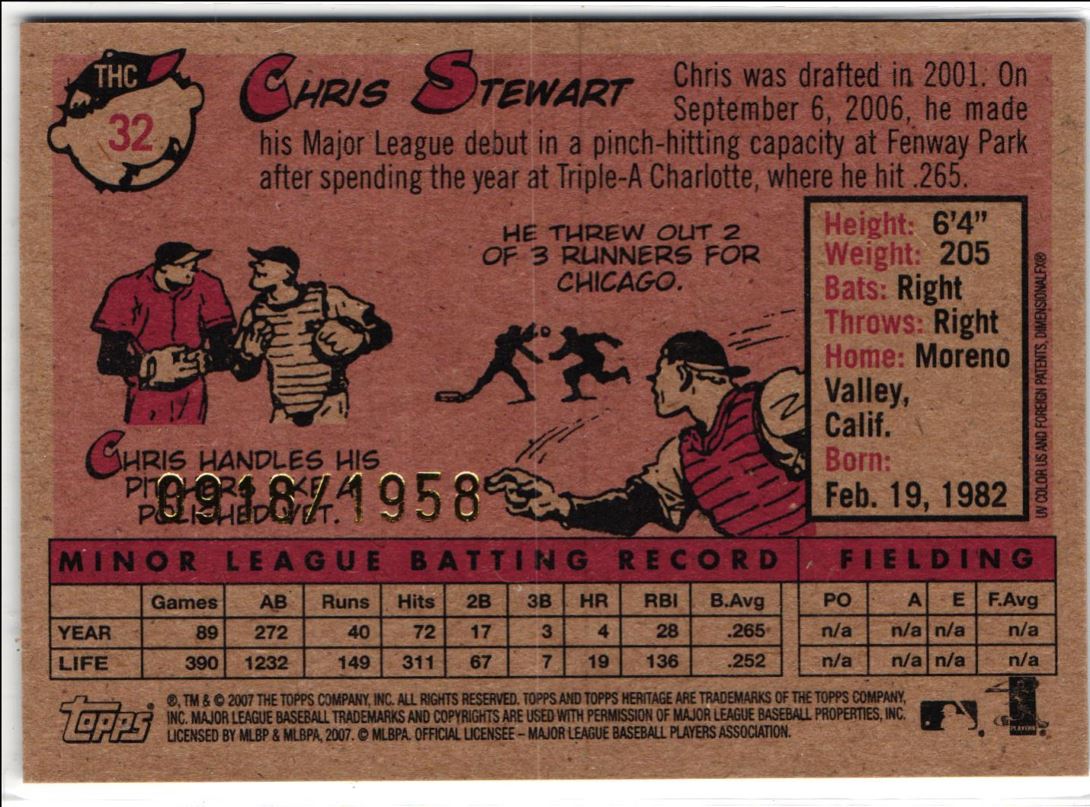 THC
32
CHRIS STEWART
Chris was drafted in 2001. On
September 6, 2006, he made
his Major League debut in a pinch-hitting capacity at Fenway Park
after spending the year at Triple-A Charlotte, where he hit .265.
HE THREW OUT 2
OF 3 RUNNERS FOR
CHICAGO.
Height: 6'4"
Weight: 205
Bats: Right
Throws: Right
Home: Moreno
Valley,
Calif.
Born:
Feb. 19, 1982
UV COLOR US AND FOREIGN PATENTS, DIMENSIONALFX®
CHRIS HANDLES HIS
PITCHERS LIKE A
POLISHED VET.
0918/1958
MINOR LEAGUE BATTING RECORD FIELDING
Games AB Runs Hits 2B 3B HR RBI B.Avg PO A E F.Avg
YEAR 89 272 40 72 17 3 4 28 .265 n/a n/a n/a n/a
LIFE 390 1232 149 311 67 7 19 136 .252 n/a n/a n/a n/a
topps
®, TM & © 2007 THE TOPPS COMPANY, INC. ALL RIGHTS RESERVED. TOPPS AND TOPPS HERITAGE ARE TRADEMARKS OF THE TOPPS COMPANY,
INC. MAJOR LEAGUE BASEBALL TRADEMARKS AND COPYRIGHTS ARE USED WITH PERMISSION OF MAJOR LEAGUE BASEBALL PROPERTIES, INC.
LICENSED BY MLBP & MLBPA, 2007. © MLBPA. OFFICIAL LICENSEE – MAJOR LEAGUE BASEBALL PLAYERS ASSOCIATION.
PLAYERS